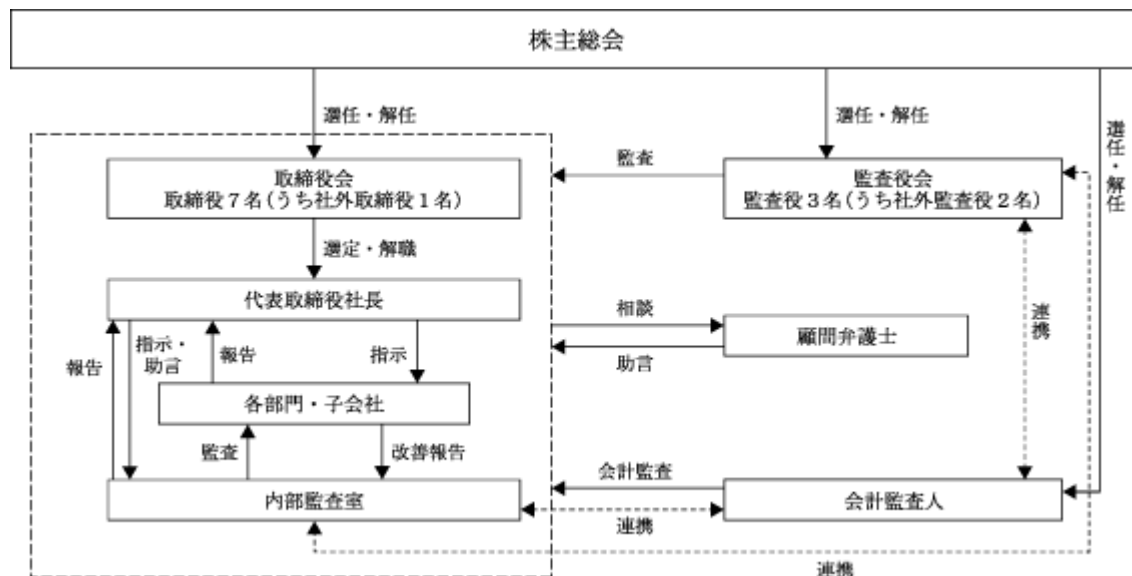 株主総会
選任・解任
選任・解任
選任・解任
取締役会
取締役7名(うち社外取締役1名)
監査
監査役会
監査役3名(うち社外監査役2名)
選定・解職
代表取締役社長
相談
顧問弁護士
助言
連携
報告
指示・
助言
報告
指示
各部門・子会社
監査
改善報告
会計監査
内部監査室
会計監査人
連携
連携